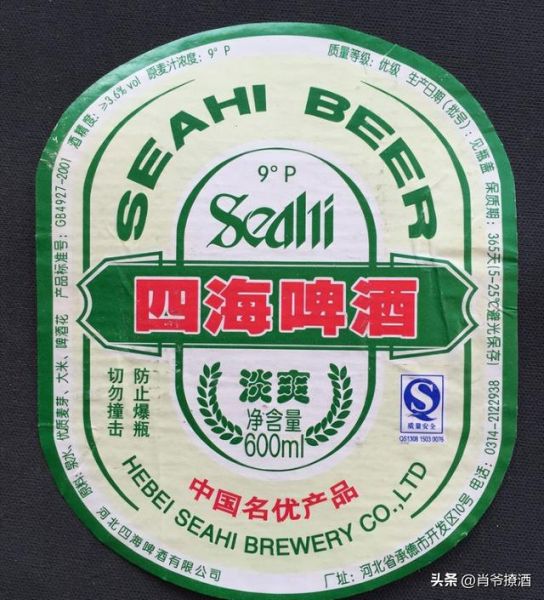 酒精度：≥3.6%vol 原麦汁浓度：9°P
质量等级：优级 生产日期（批号）：见瓶盖 保质期：365天(5-25℃避光保存)
SEAHI BEER
9°P
Seahi
四海啤酒
淡爽
净含量
600ml
防止爆瓶
切勿撞击
质量安全
QS1308 1503 0076
中国名优产品
HEBEI SEAHI BREWERY CO.,LTD
原料：泉水、优质麦芽、大米、啤酒花 产品标准号：GB4927-2001
河北四海啤酒有限公司
厂址：河北省承德市开发区10号 电话：0314-2122938
头条 @肖爷撩酒